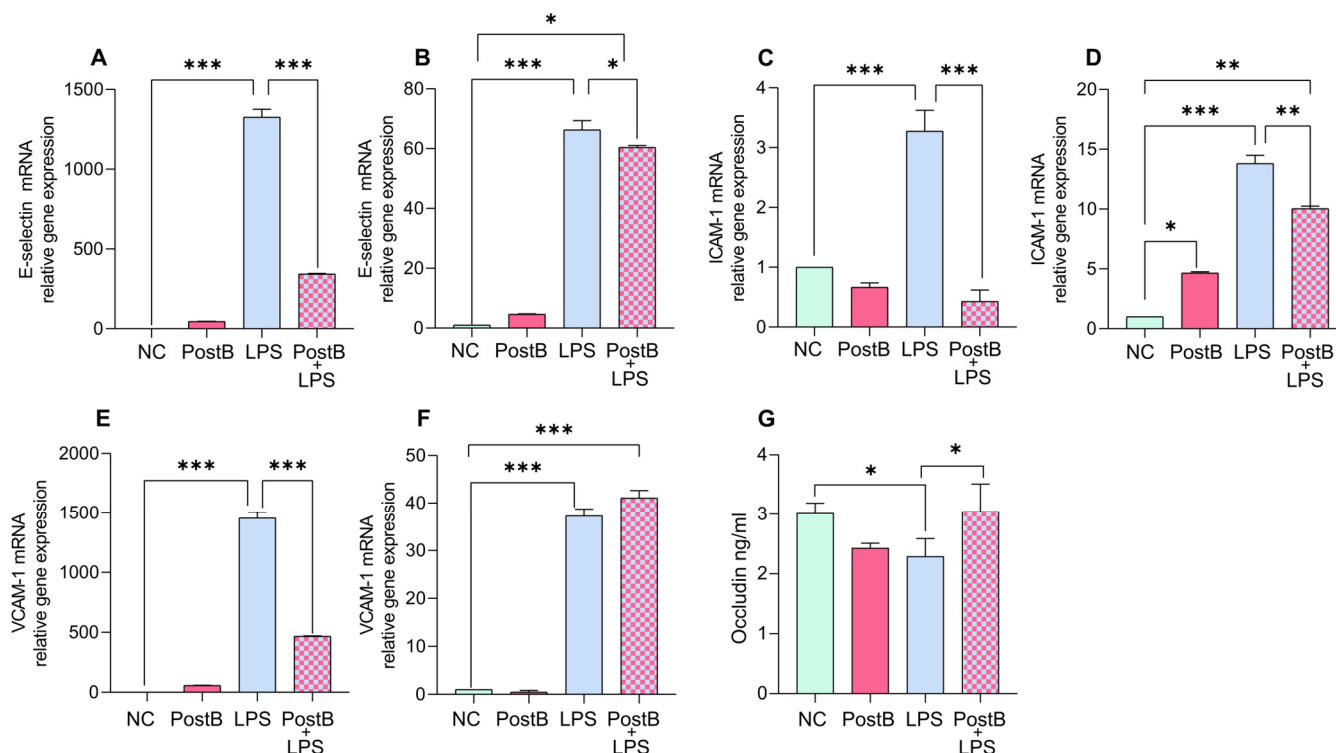 A
***
***
E-selectin mRNA
relative gene expression
1500
1000
500
0
NC
PostB
LPS
PostB
+
LPS
B
*
***
*
E-selectin mRNA
relative gene expression
80
60
40
20
0
NC
PostB
LPS
PostB
+
LPS
C
***
***
ICAM-1 mRNA
relative gene expression
4
3
2
1
0
NC
PostB
LPS
PostB
+
LPS
D
**
***
**
*
ICAM-1 mRNA
relative gene expression
20
15
10
5
0
NC
PostB
LPS
PostB
+
LPS
E
***
***
VCAM-1 mRNA
relative gene expression
2000
1500
1000
500
0
NC
PostB
LPS
PostB
+
LPS
F
***
***
VCAM-1 mRNA
relative gene expression
50
40
30
20
10
0
NC
PostB
LPS
PostB
+
LPS
G
*
*
Occludin ng/ml
4
3
2
1
0
NC
PostB
LPS
PostB
+
LPS